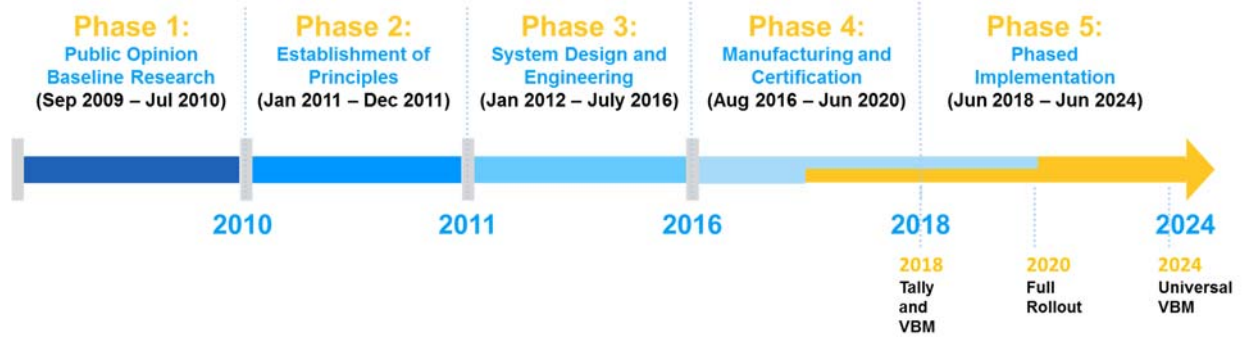 Phase 1:
Public Opinion
Baseline Research
(Sep 2009 – Jul 2010)
Phase 2:
Establishment of
Principles
(Jan 2011 – Dec 2011)
Phase 3:
System Design and
Engineering
(Jan 2012 – July 2016)
Phase 4:
Manufacturing and
Certification
(Aug 2016 – Jun 2020)
Phase 5:
Phased
Implementation
(Jun 2018 – Jun 2024)
2010
2011
2016
2018
2024
2018
Tally
and
VBM
2020
Full
Rollout
2024
Universal
VBM